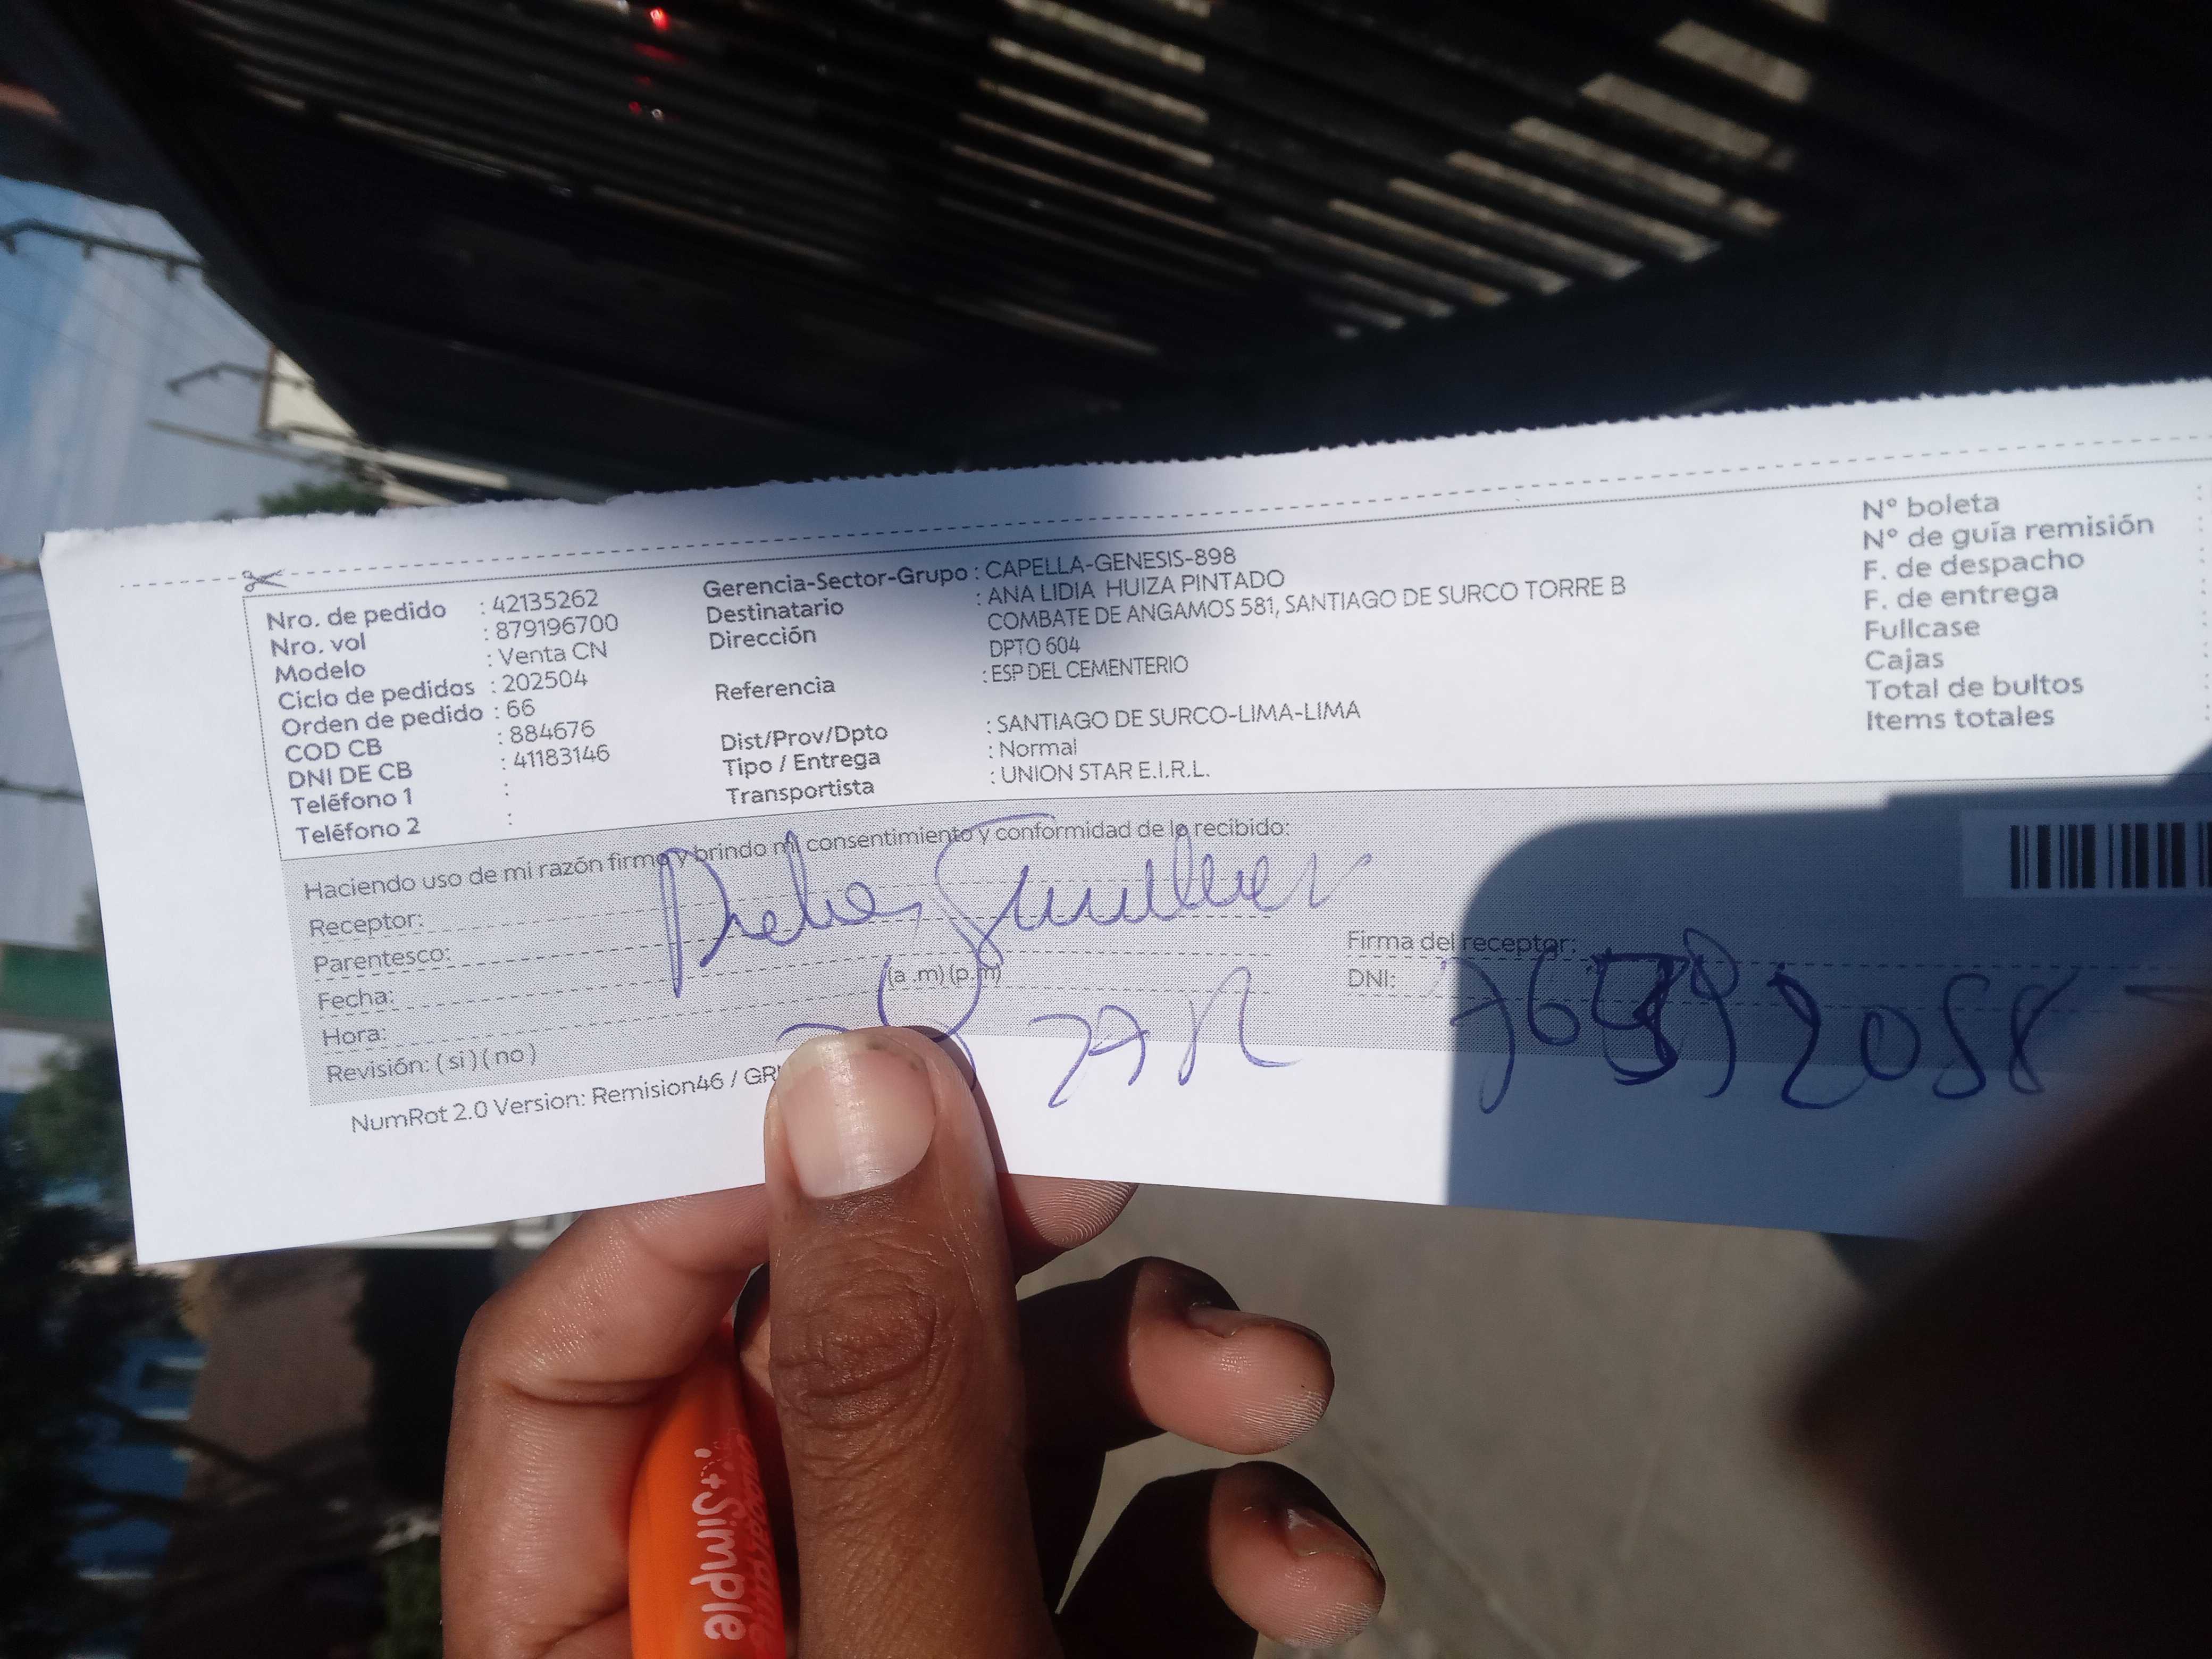 Nro. de pedido : 42135262
Nro. vol : 879196700
Modelo : Venta CN
Ciclo de pedidos : 202504
Orden de pedido : 66
COD CB : 884676
DNI DE CB : 41183146
Teléfono 1 :
Teléfono 2 :
Gerencia-Sector-Grupo : CAPELLA-GENESIS-898
Destinatario : ANA LIDIA HUIZA PINTADO
Dirección COMBATE DE ANGAMOS 581, SANTIAGO DE SURCO TORRE B
DPTO 604
Referencia : ESP DEL CEMENTERIO
Dist/Prov/Dpto : SANTIAGO DE SURCO-LIMA-LIMA
Tipo / Entrega : Normal
Transportista : UNION STAR E.I.R.L.
Nº boleta :
Nº de guía remisión :
F. de despacho
F. de entrega
Fullcase
Cajas
Total de bultos
Items totales :
Haciendo uso de mi razón firmo y brindo mi consentimiento y conformidad de lo recibido:
Receptor:
Parentesco:
Fecha:
Hora: (a .m) (p. m)
Revisión: ( si ) ( no )
Firma del receptor:
DNI:
NumRot 2.0 Version: Remision46 / GR
+Simple